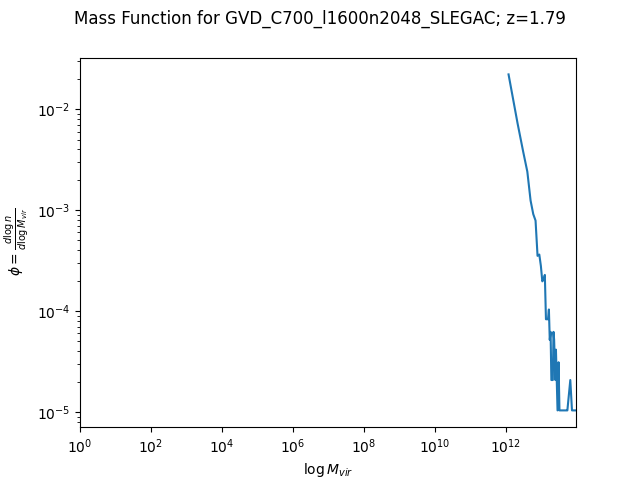 Mass Function for GVD_C700_l1600n2048_SLEGAC; z=1.79
10⁻²
10⁻³
10⁻⁴
10⁻⁵
ϕ = d log n / d log M_vir
10⁰ 10² 10⁴ 10⁶ 10⁸ 10¹⁰ 10¹²
log M_vir